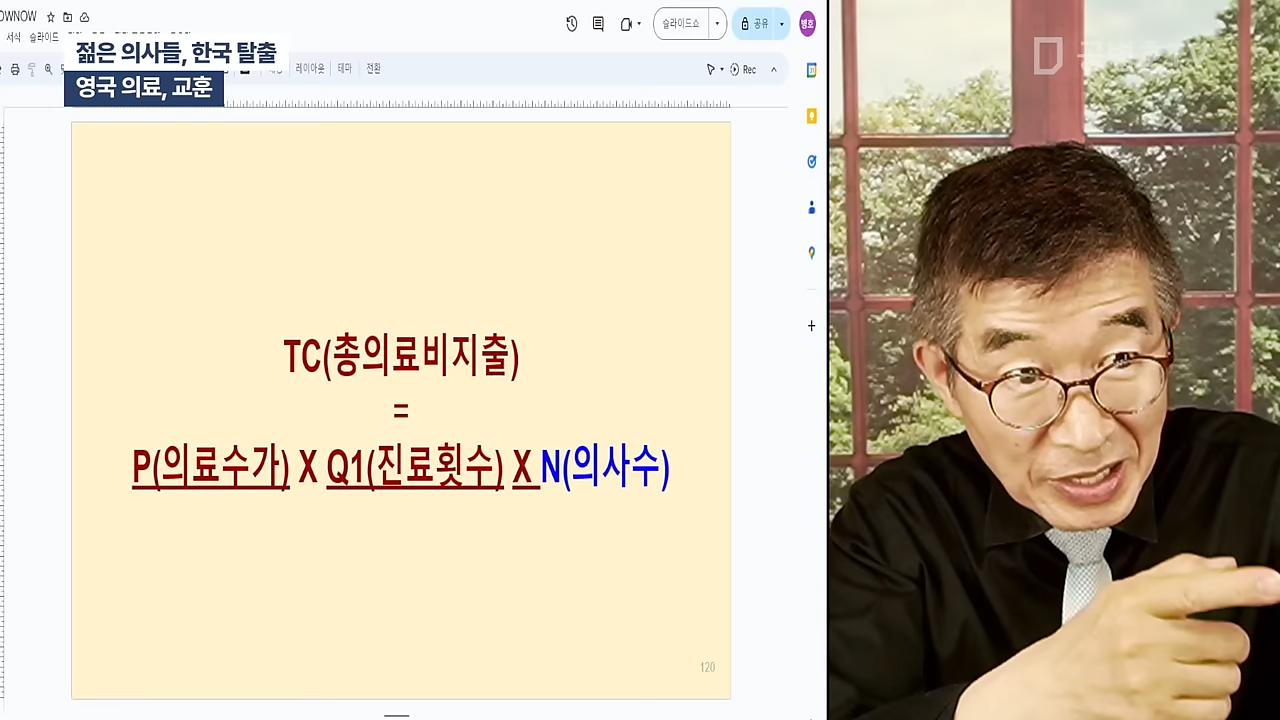 OWNOW
서식 슬라이드
슬라이드쇼
공유
병호
젊은 의사들, 한국 탈출
영국 의료, 교훈
레이아웃 테마 전환
Rec
TC(총의료비지출)
=
P(의료수가) X Q1(진료횟수) X N(의사수)
120